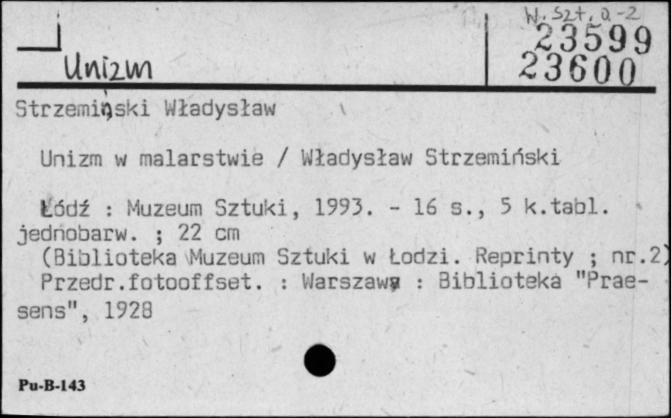 W. Szt. a-2
23599
23600
Unizm
Strzemiński Władysław
Unizm w malarstwie / Władysław Strzemiński
Łódź : Muzeum Sztuki, 1993. - 16 s., 5 k.tabl.
jednobarw. ; 22 cm
(Biblioteka Muzeum Sztuki w Łodzi. Reprinty ; nr.2)
Przedr.fotooffset. : Warszawa : Biblioteka "Prae-
sens", 1928
Pu-B-143